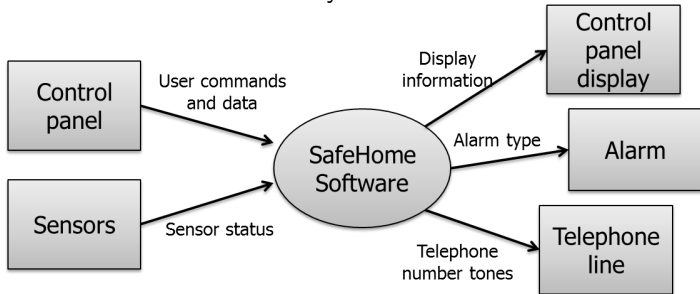 Control
panel
User commands
and data
Sensors
Sensor status
SafeHome
Software
Display
information
Control
panel
display
Alarm type
Alarm
Telephone
number tones
Telephone
line